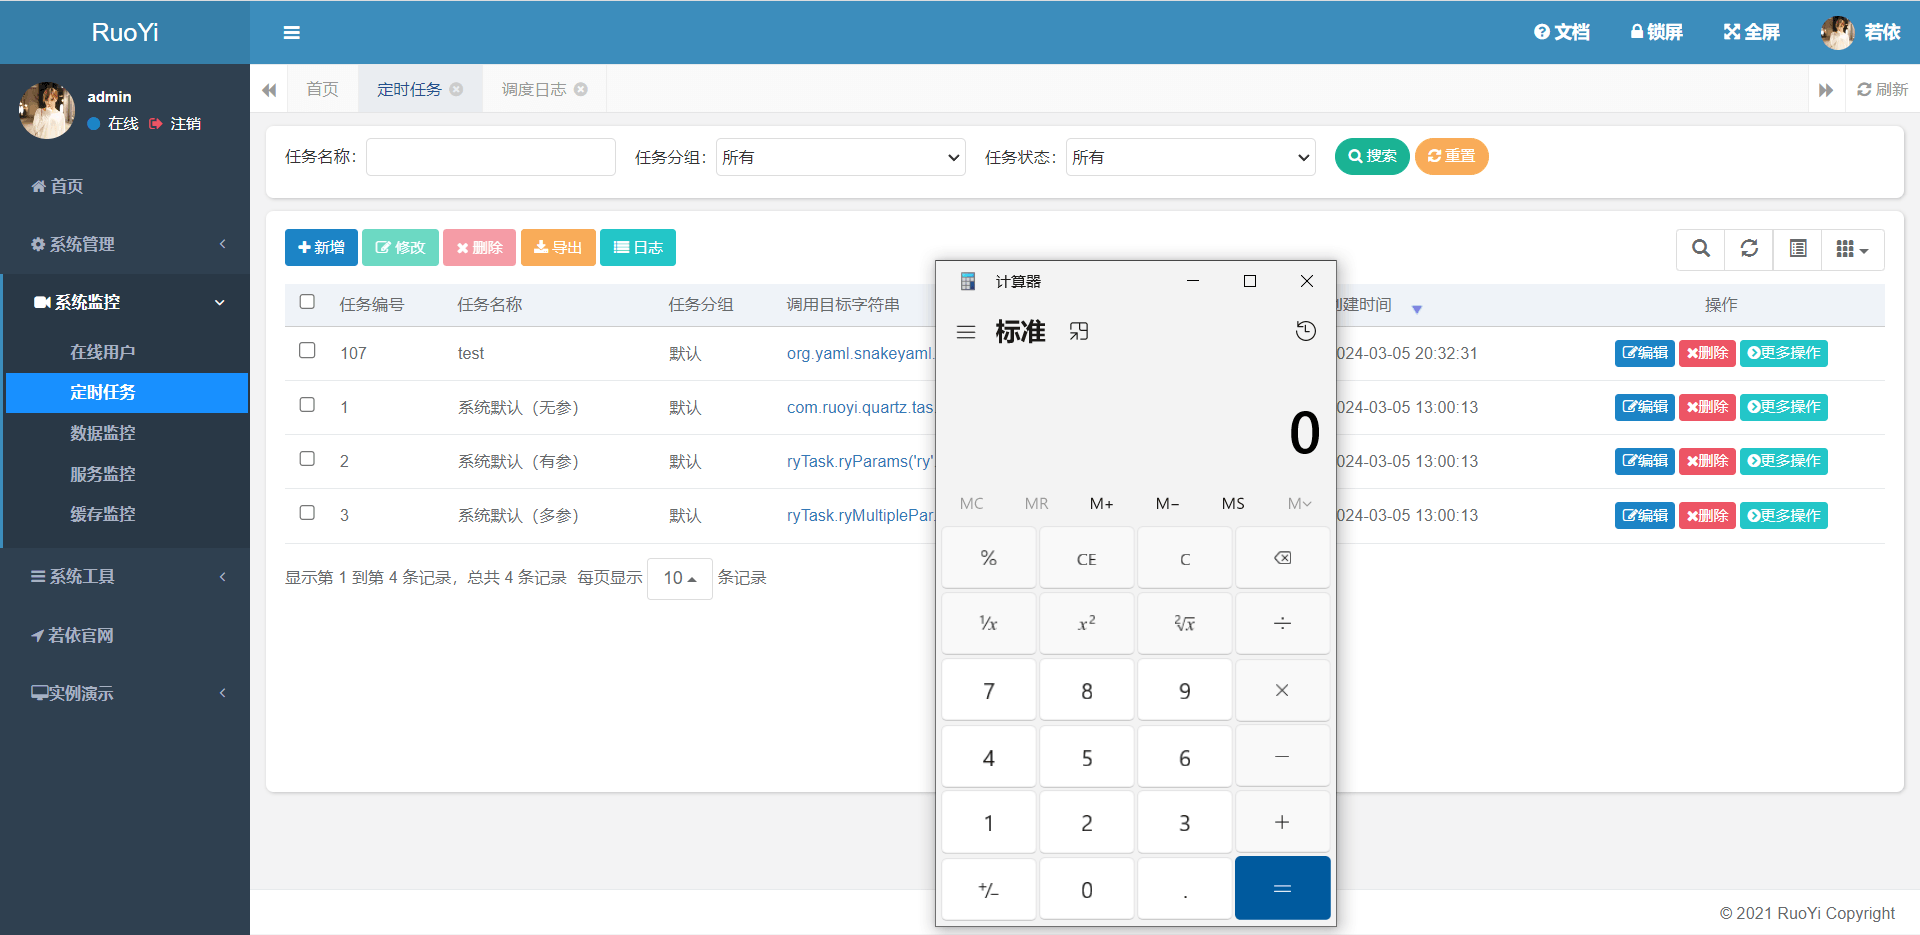 RuoYi
文档
锁屏
全屏
若依
admin
在线
注销
首页
定时任务
调度日志
刷新
首页
系统管理
系统监控
在线用户
定时任务
数据监控
服务监控
缓存监控
系统工具
若依官网
实例演示
任务名称：
任务分组： 所有
任务状态： 所有
搜索
重置
新增
修改
删除
导出
日志
任务编号 任务名称 任务分组 调用目标字符串 建时间 操作
107 test 默认 org.yaml.snakeyaml. 024-03-05 20:32:31 编辑 删除 更多操作
1 系统默认（无参） 默认 com.ruoyi.quartz.tas 024-03-05 13:00:13 编辑 删除 更多操作
2 系统默认（有参） 默认 ryTask.ryParams('ry' 024-03-05 13:00:13 编辑 删除 更多操作
3 系统默认（多参） 默认 ryTask.ryMultiplePar. 024-03-05 13:00:13 编辑 删除 更多操作
显示第 1 到第 4 条记录，总共 4 条记录 每页显示 10 条记录
计算器
标准
0
MC MR M+ M− MS M
% CE C
¹/x x² ²√x ÷
7 8 9 ×
4 5 6 −
1 2 3 +
+/− 0 . =
© 2021 RuoYi Copyright